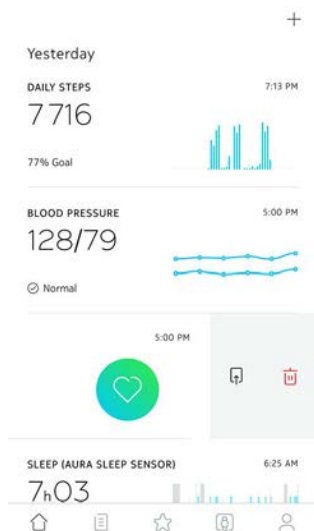 Yesterday
DAILY STEPS 7:13 PM
7 716
77% Goal
BLOOD PRESSURE 5:00 PM
128/79
Normal
5:00 PM
SLEEP (AURA SLEEP SENSOR) 6:25 AM
7h03